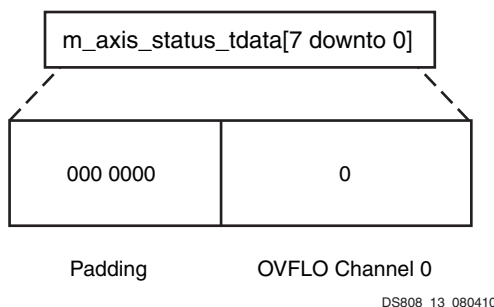 m_axis_status_tdata[7 downto 0]
000 0000 0
Padding OVFLO Channel 0
DS808_13_080410